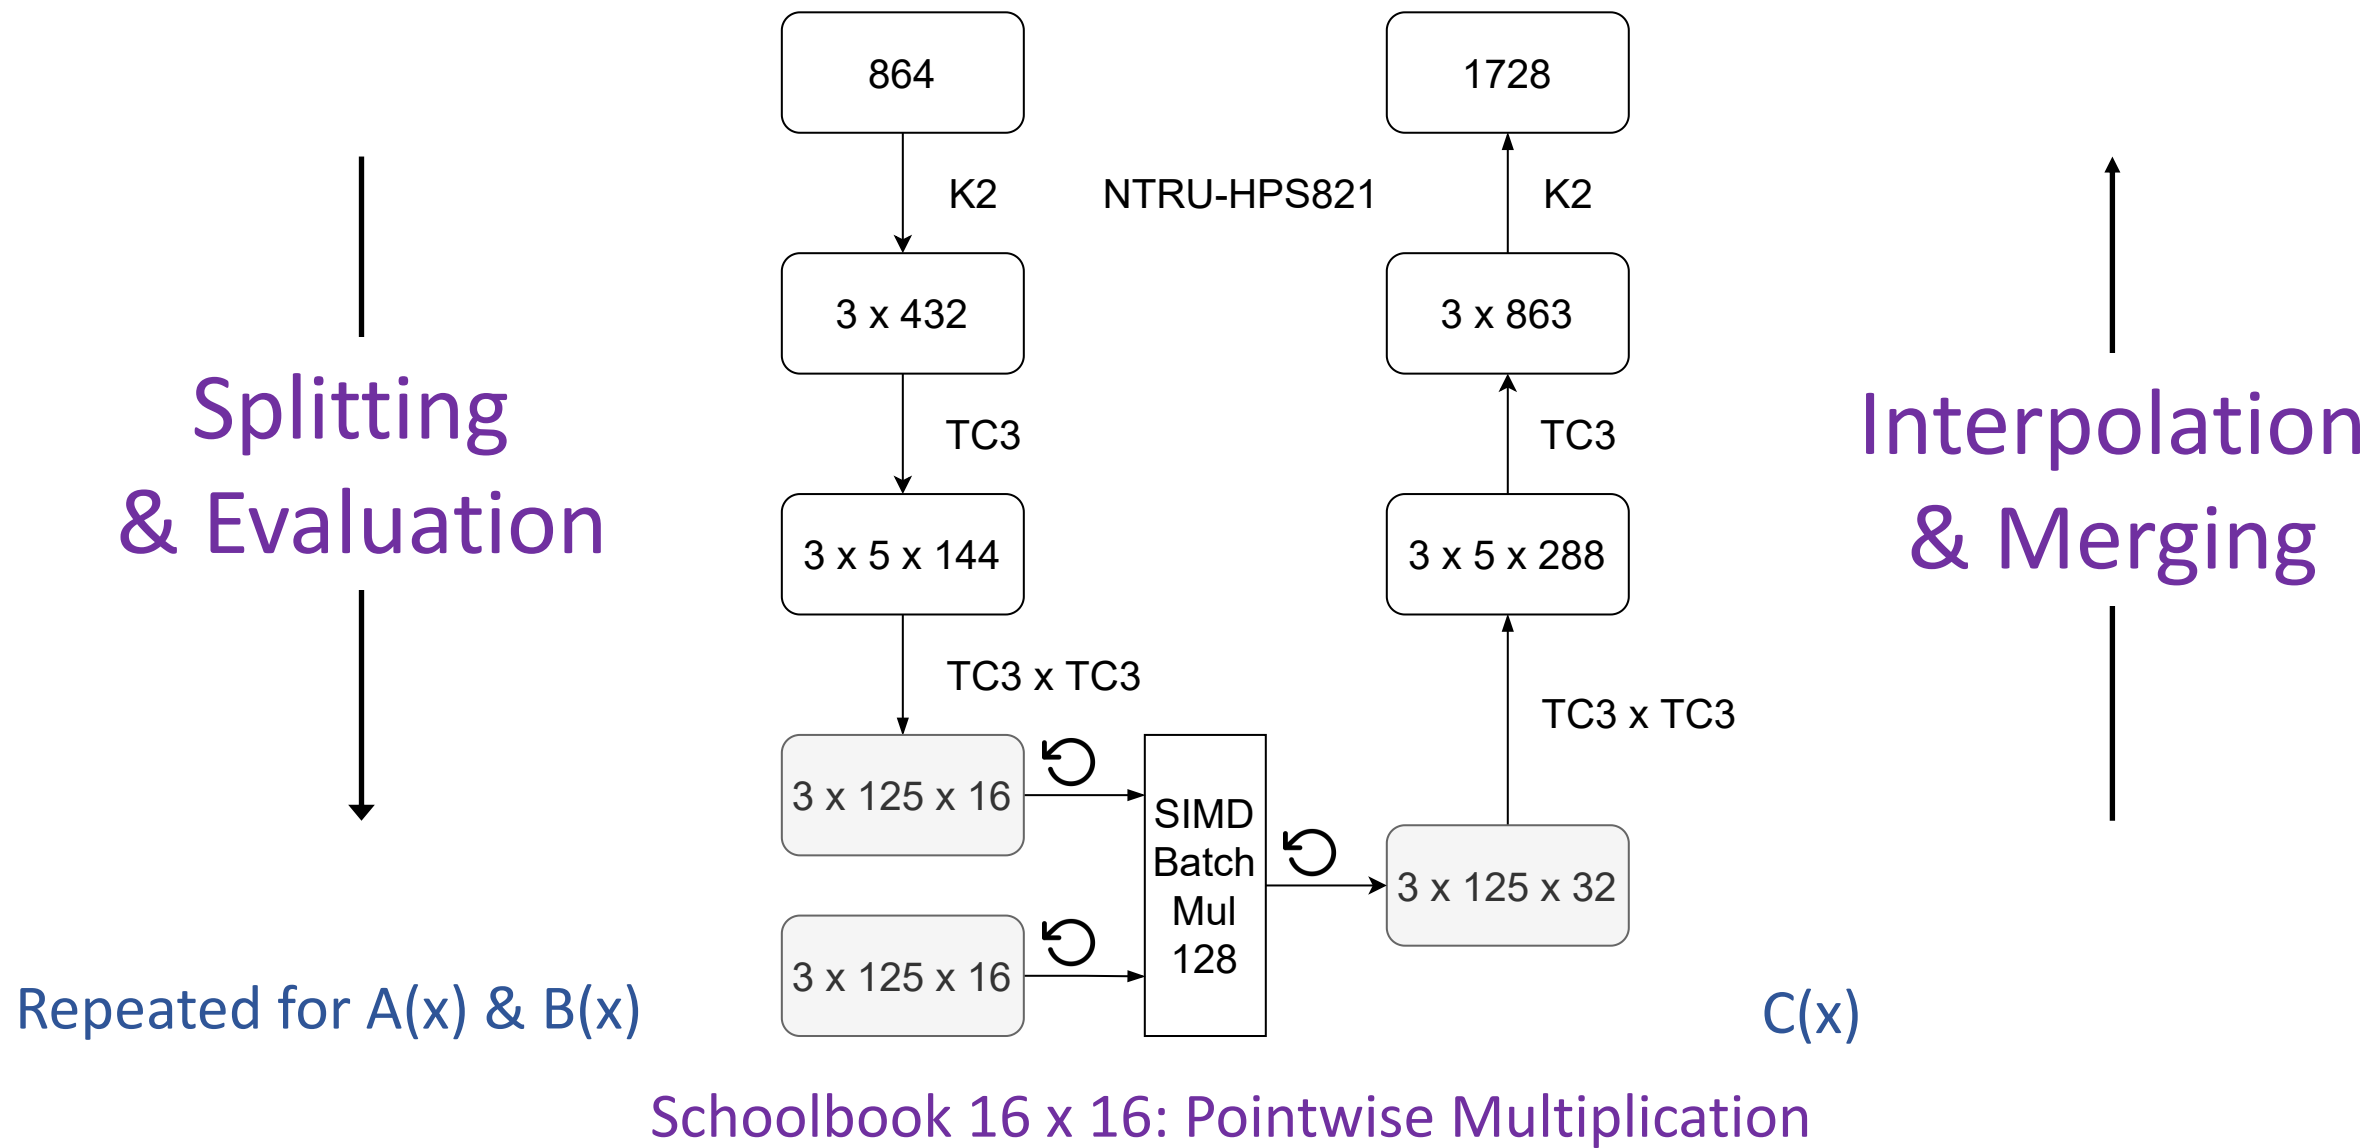 864
1728
K2
NTRU-HPS821
K2
3 x 432
3 x 863
Splitting
& Evaluation
TC3
TC3
Interpolation
& Merging
3 x 5 x 144
3 x 5 x 288
TC3 x TC3
TC3 x TC3
3 x 125 x 16
SIMD
Batch
Mul
128
3 x 125 x 32
3 x 125 x 16
Repeated for A(x) & B(x)
C(x)
Schoolbook 16 x 16: Pointwise Multiplication